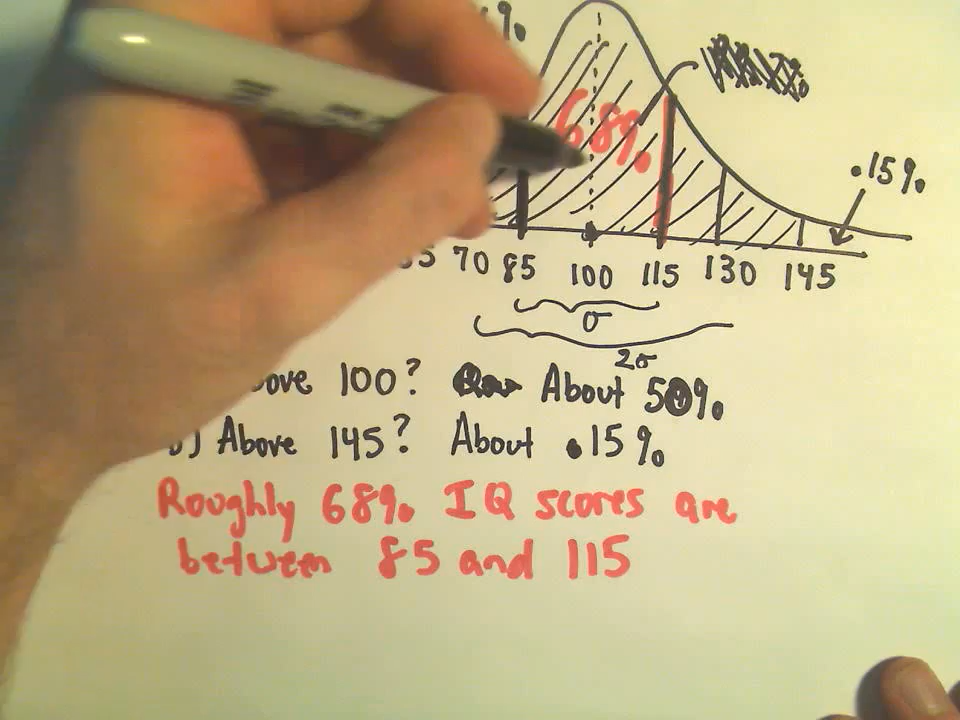 %
68%
.15%
70 85 100 115 130 145
σ
2σ
100? About 50%
b) Above 145? About .15%
Roughly 68% IQ scores are
between 85 and 115